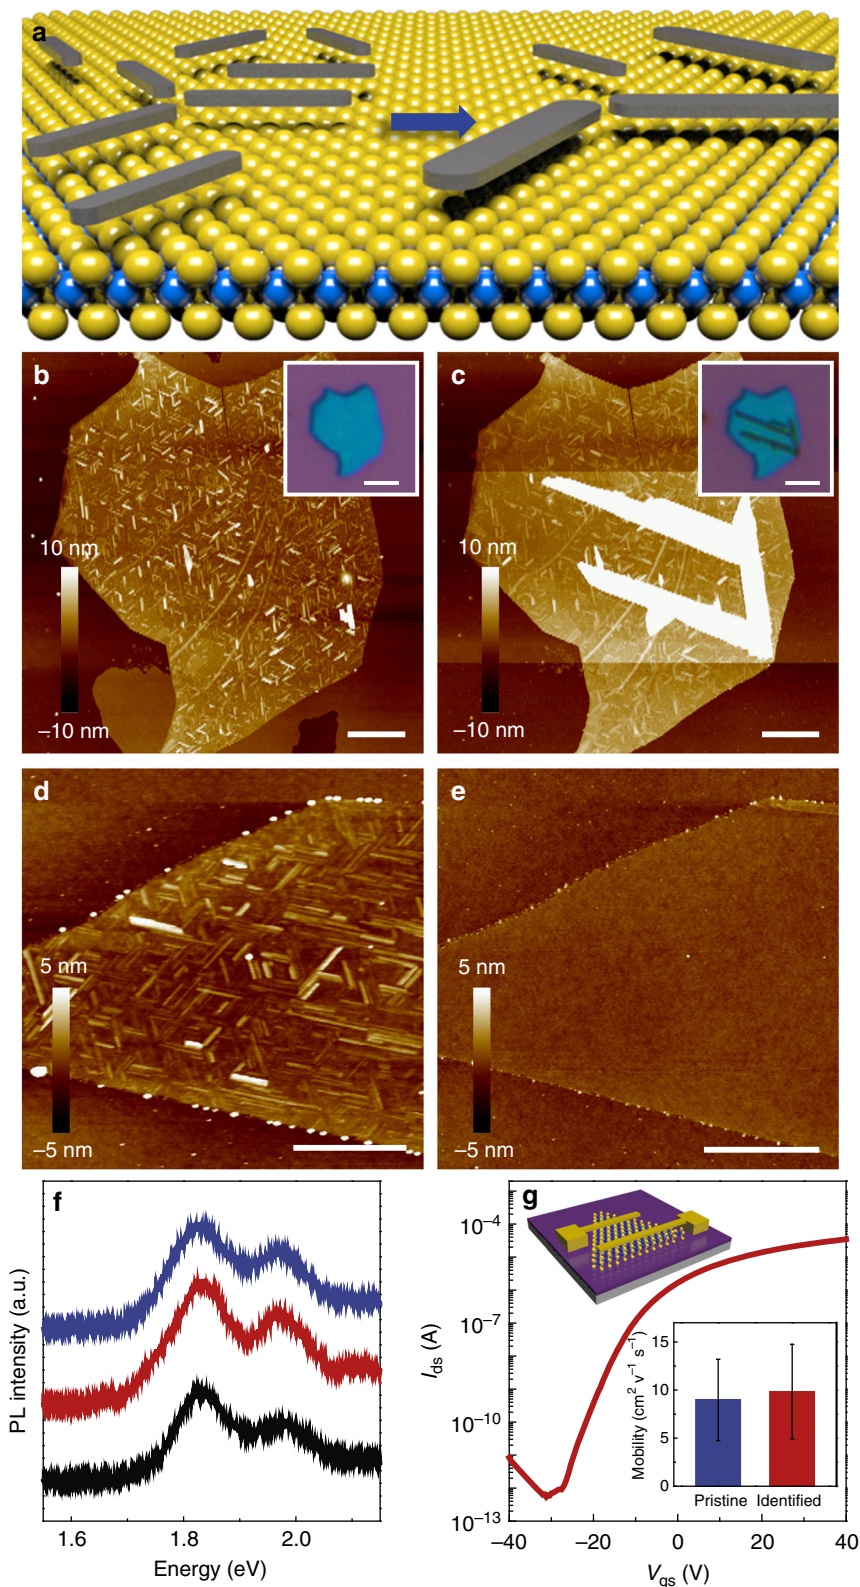 a
b
c
10 nm
–10 nm
10 nm
–10 nm
d
e
5 nm
–5 nm
5 nm
–5 nm
f
PL intensity (a.u.)
1.6
1.8
2.0
Energy (eV)
g
I_ds (A)
10⁻⁴
10⁻⁷
10⁻¹⁰
10⁻¹³
–40
–20
0
20
40
V_gs (V)
Mobility (cm² v⁻¹ s⁻¹)
15
10
5
0
Pristine Identified